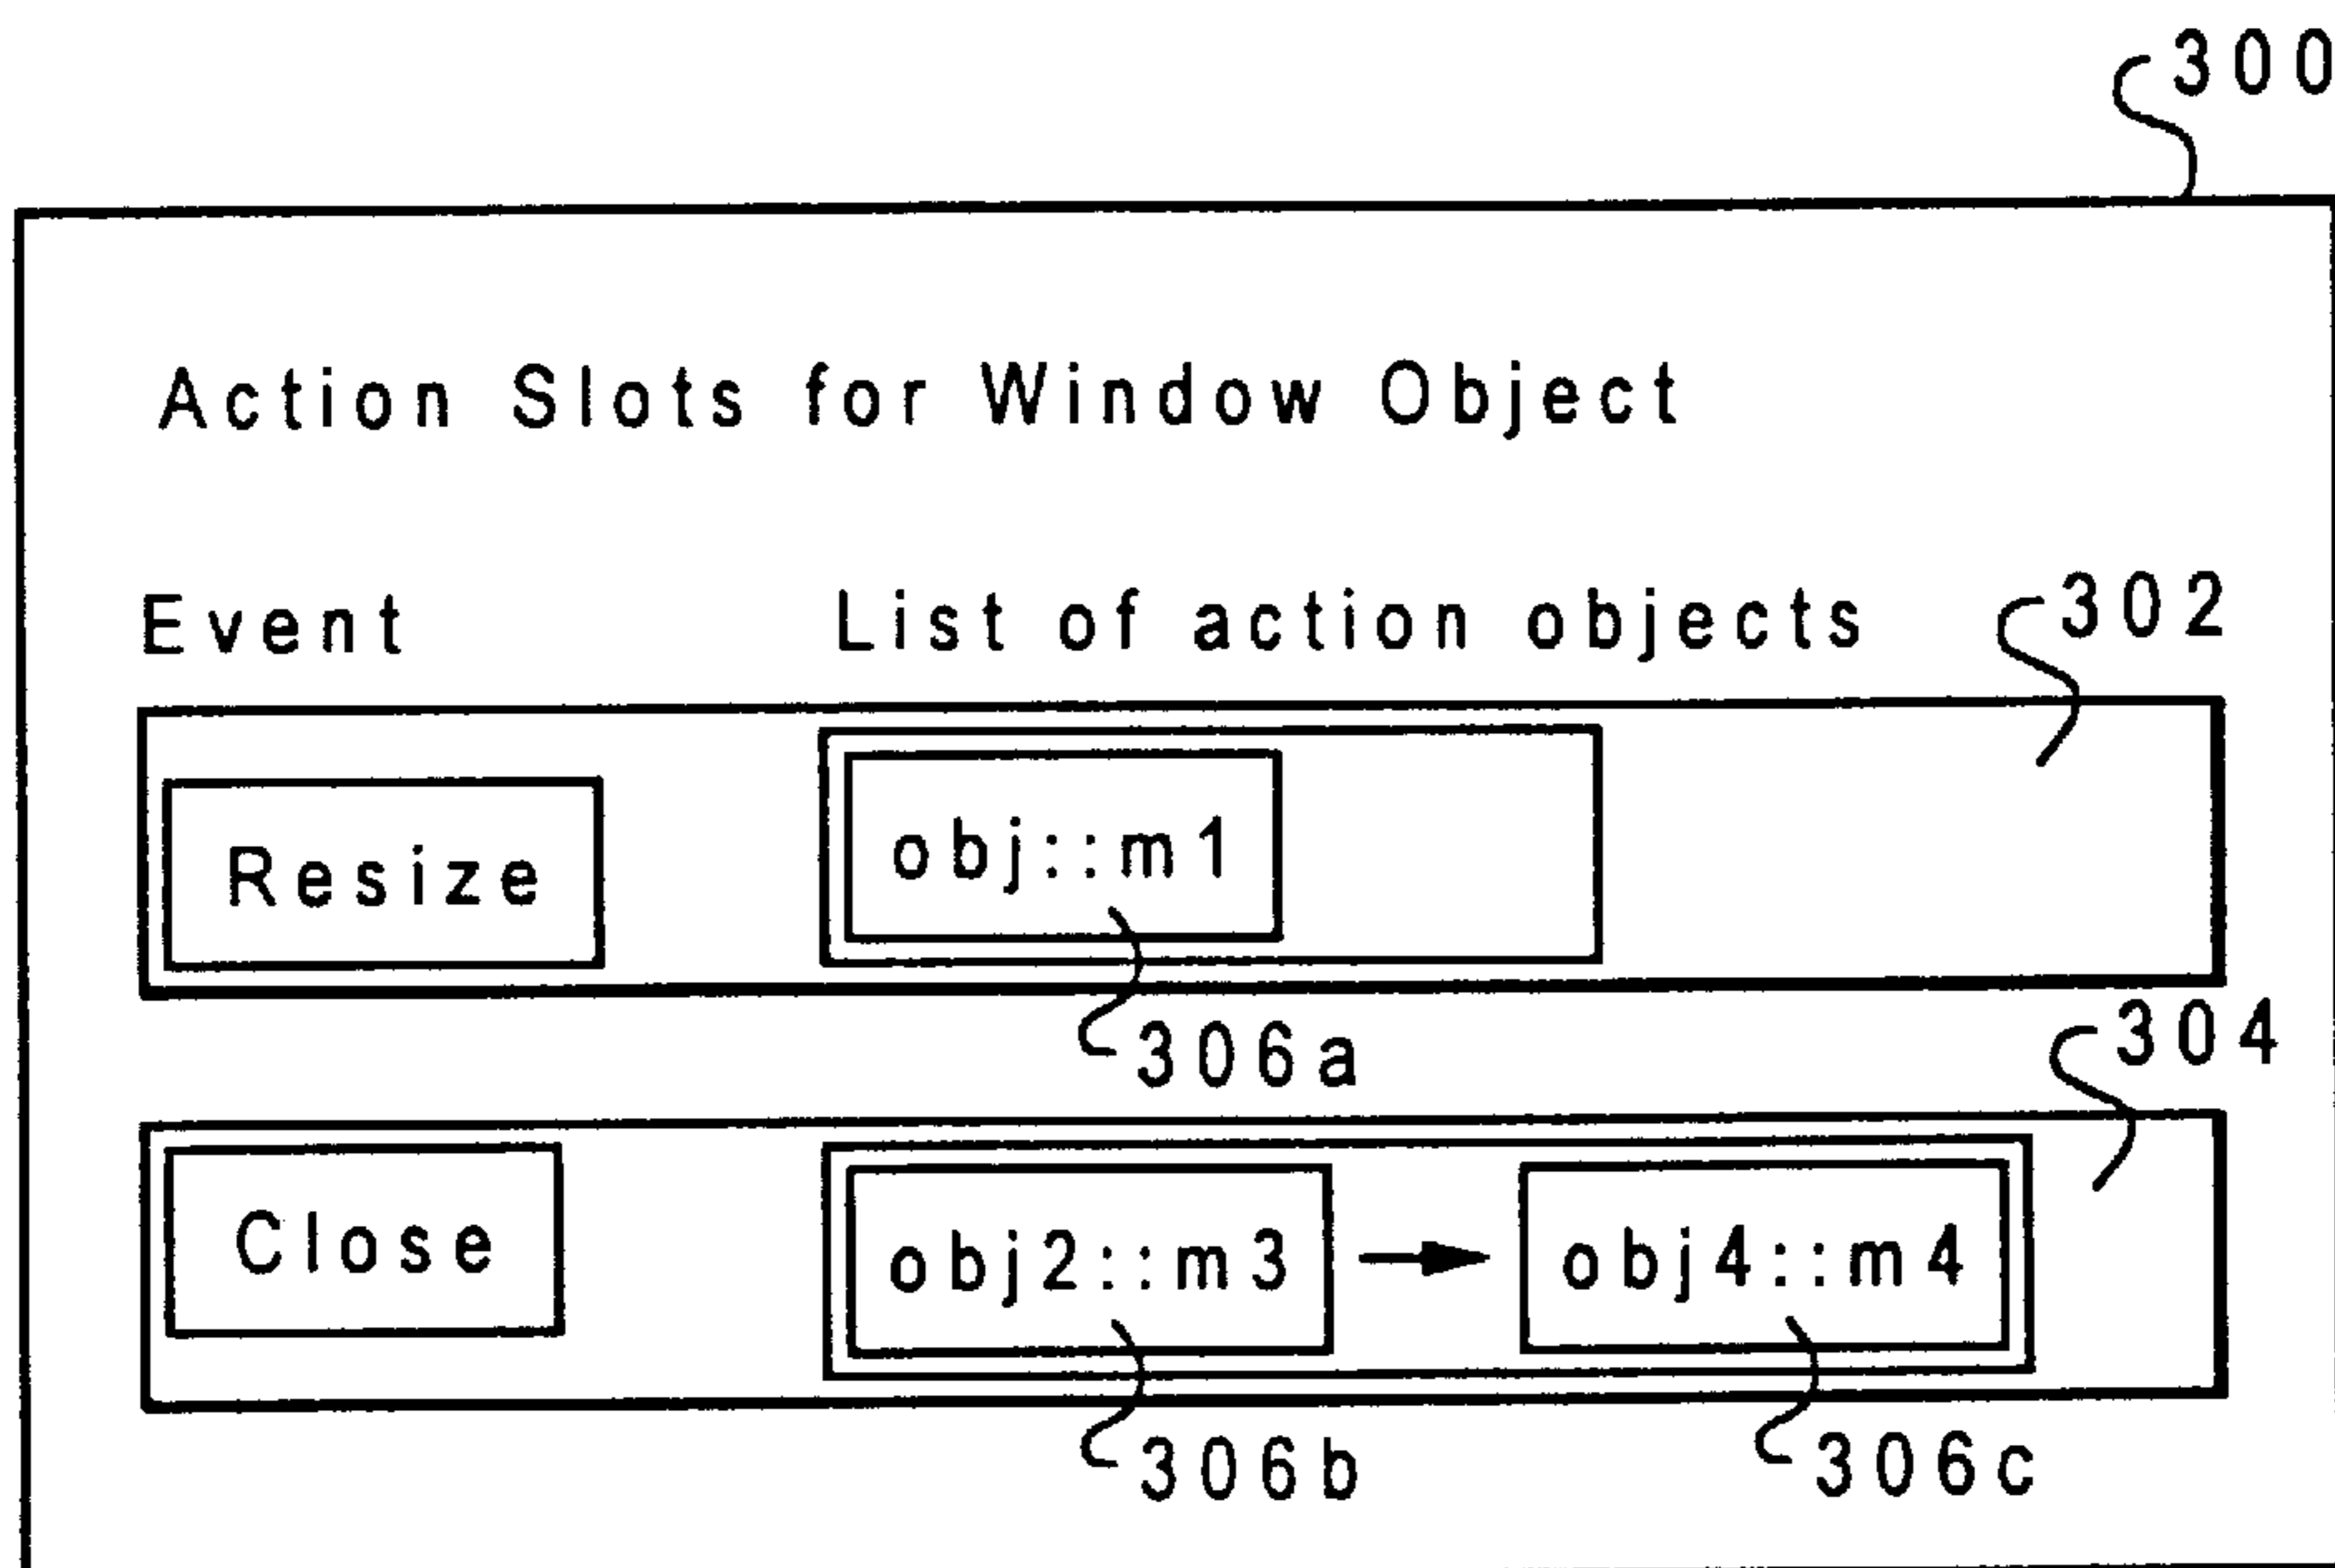 300
Action Slots for Window Object
Event List of action objects 302
Resize obj::m1
306a 304
Close obj2::m3 obj4::m4
306b 306c